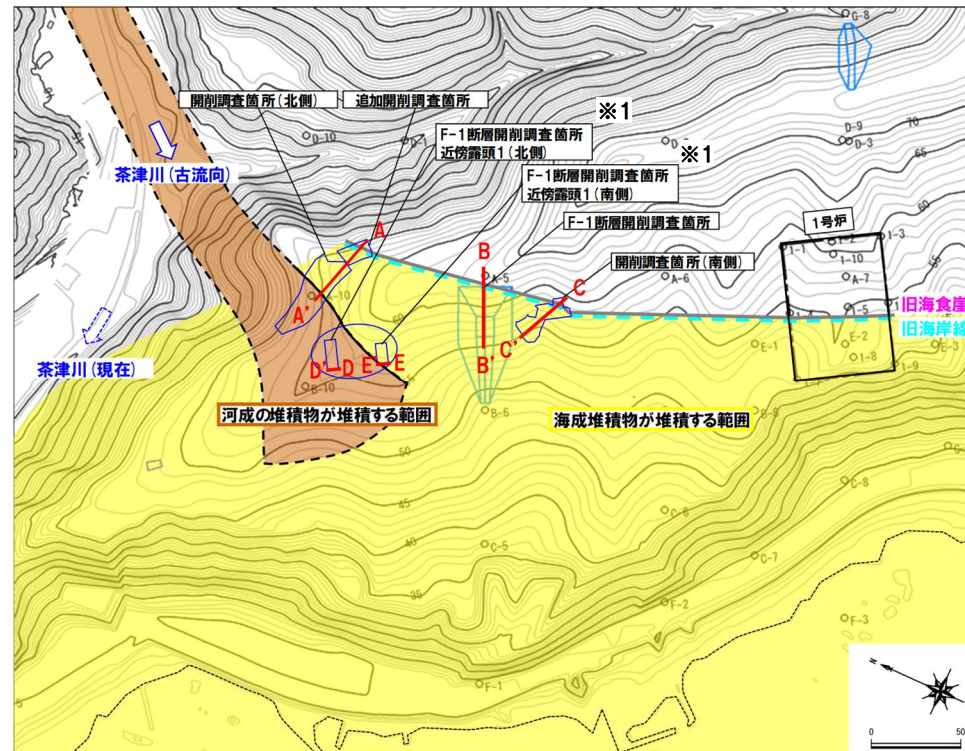 G-8
開削調査箇所(北側)
追加開削調査箇所
※1
F-1断層開削調査箇所
近傍露頭1(北側)
※1
F-1断層開削調査箇所
近傍露頭1(南側)
F-1断層開削調査箇所
開削調査箇所(南側)
D-10
D-9
D-3
70
65
60
55
茶津川(古流向)
1号炉
1-1
1-2
1-3
1-10
A-7
A-6
A-5
A
B
C
A'
旧海食崖
旧海岸線
1-8
1-9
E-1
E-2
E-3
茶津川(現在)
D'
D
E
E
B'
C'
B-10
B-6
河成の堆積物が堆積する範囲
海成堆積物が堆積する範囲
50
45
40
35
C-5
C-6
C-7
C-8
F-1
F-2
F-3
N
0
50